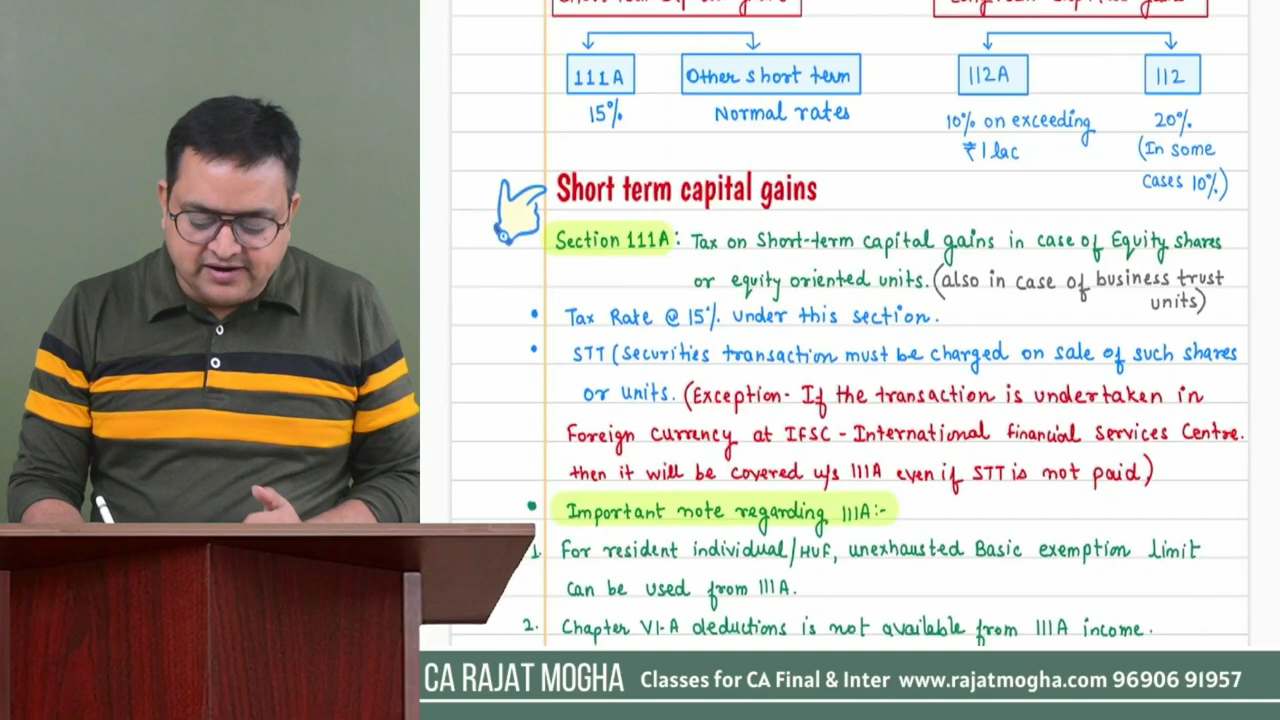 111A
Other short term
112A
112
15%
Normal rates
10% on exceeding
₹1 lac
20%
(In some
cases 10%)
Short term capital gains
Section 111A: Tax on Short-term capital gains in case of Equity shares
or equity oriented units. (also in case of business trust
units)
• Tax Rate @ 15% under this section.
• STT (Securities transaction must be charged on sale of such shares
or units. (Exception- If the transaction is undertaken in
Foreign currency at IFSC - International financial Services Centre.
then it will be covered u/s 111A even if STT is not paid)
• Important note regarding 111A:-
1. For resident individual/HUF, unexhausted Basic exemption limit
can be used from 111A.
2. Chapter VI-A deductions is not available from 111A income.
CA RAJAT MOGHA Classes for CA Final & Inter www.rajatmogha.com 96906 91957